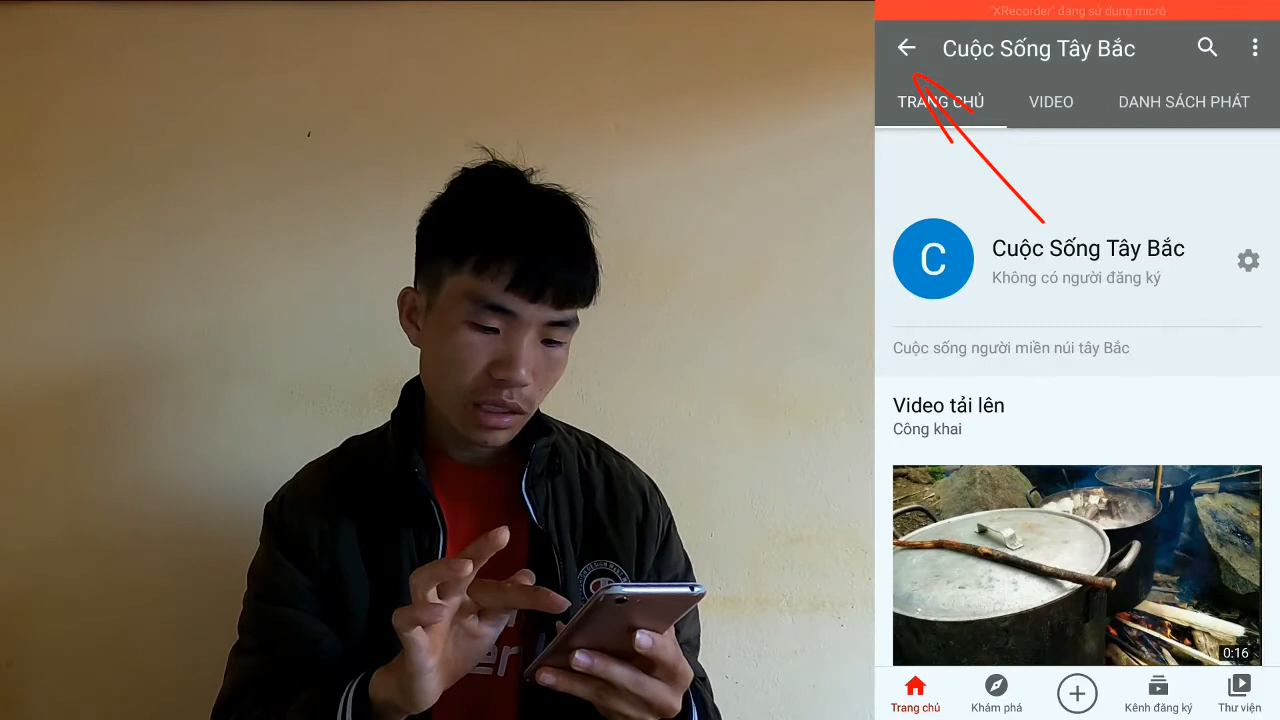 "XRecorder" đang sử dụng micrô
Cuộc Sống Tây Bắc
TRANG CHỦ VIDEO DANH SÁCH PHÁT
C
Cuộc Sống Tây Bắc
Không có người đăng ký
Cuộc sống người miền núi tây Bắc
Video tải lên
Công khai
0:16
Trang chủ Khám phá Kênh đăng ký Thư viện